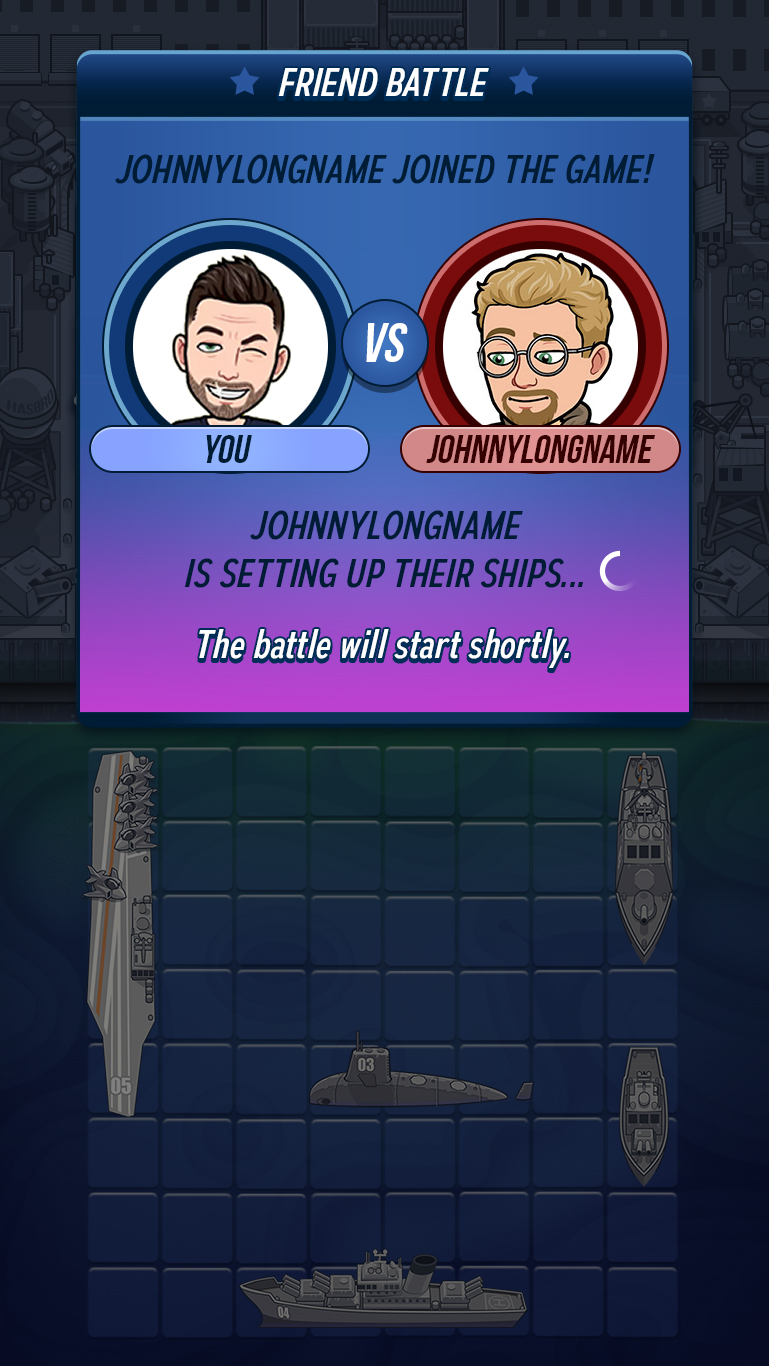 FRIEND BATTLE
JOHNNYLONGNAME JOINED THE GAME!
VS
YOU
JOHNNYLONGNAME
JOHNNYLONGNAME
IS SETTING UP THEIR SHIPS...
The battle will start shortly.
HASBRO
03
05
04